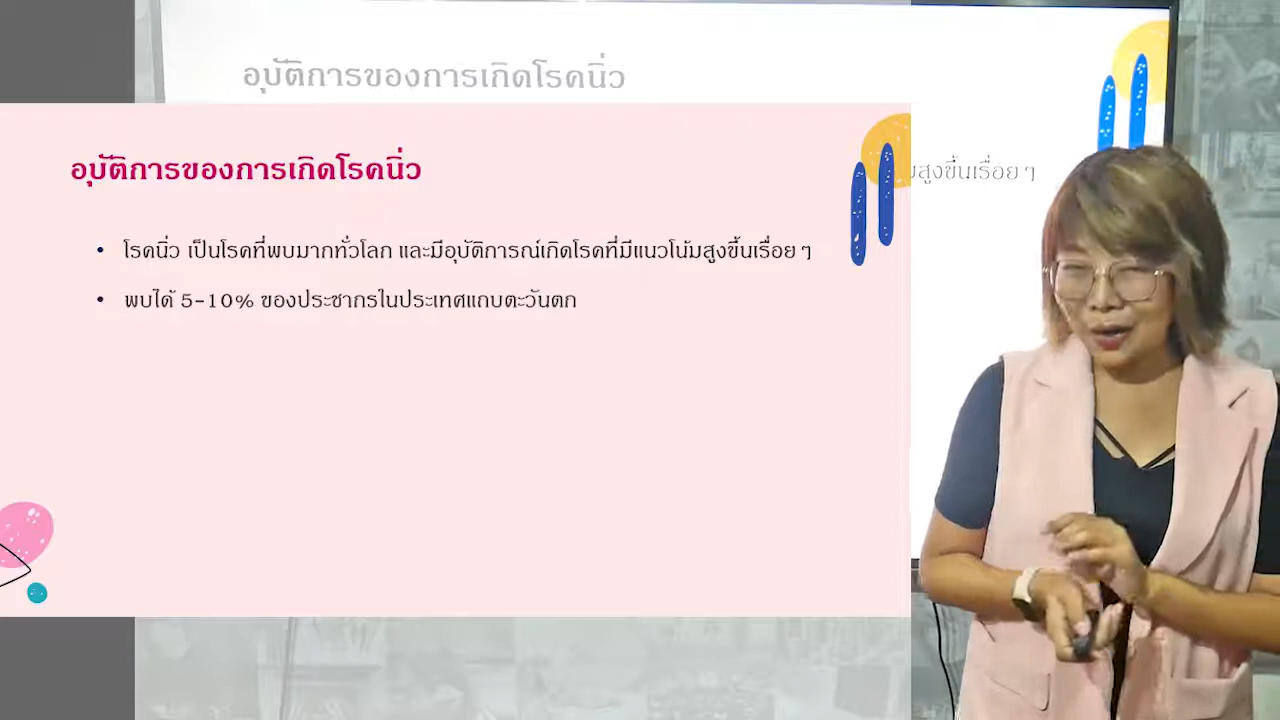 อุบัติการของการเกิดโรคนิ่ว
อุบัติการของการเกิดโรคนิ่ว
สูงขึ้นเรื่อย ๆ
• โรคนิ่ว เป็นโรคที่พบมากทั่วโลก และมีอุบัติการณ์เกิดโรคที่มีแนวโน้มสูงขึ้นเรื่อย ๆ
• พบได้ 5-10% ของประชากรในประเทศแถบตะวันตก